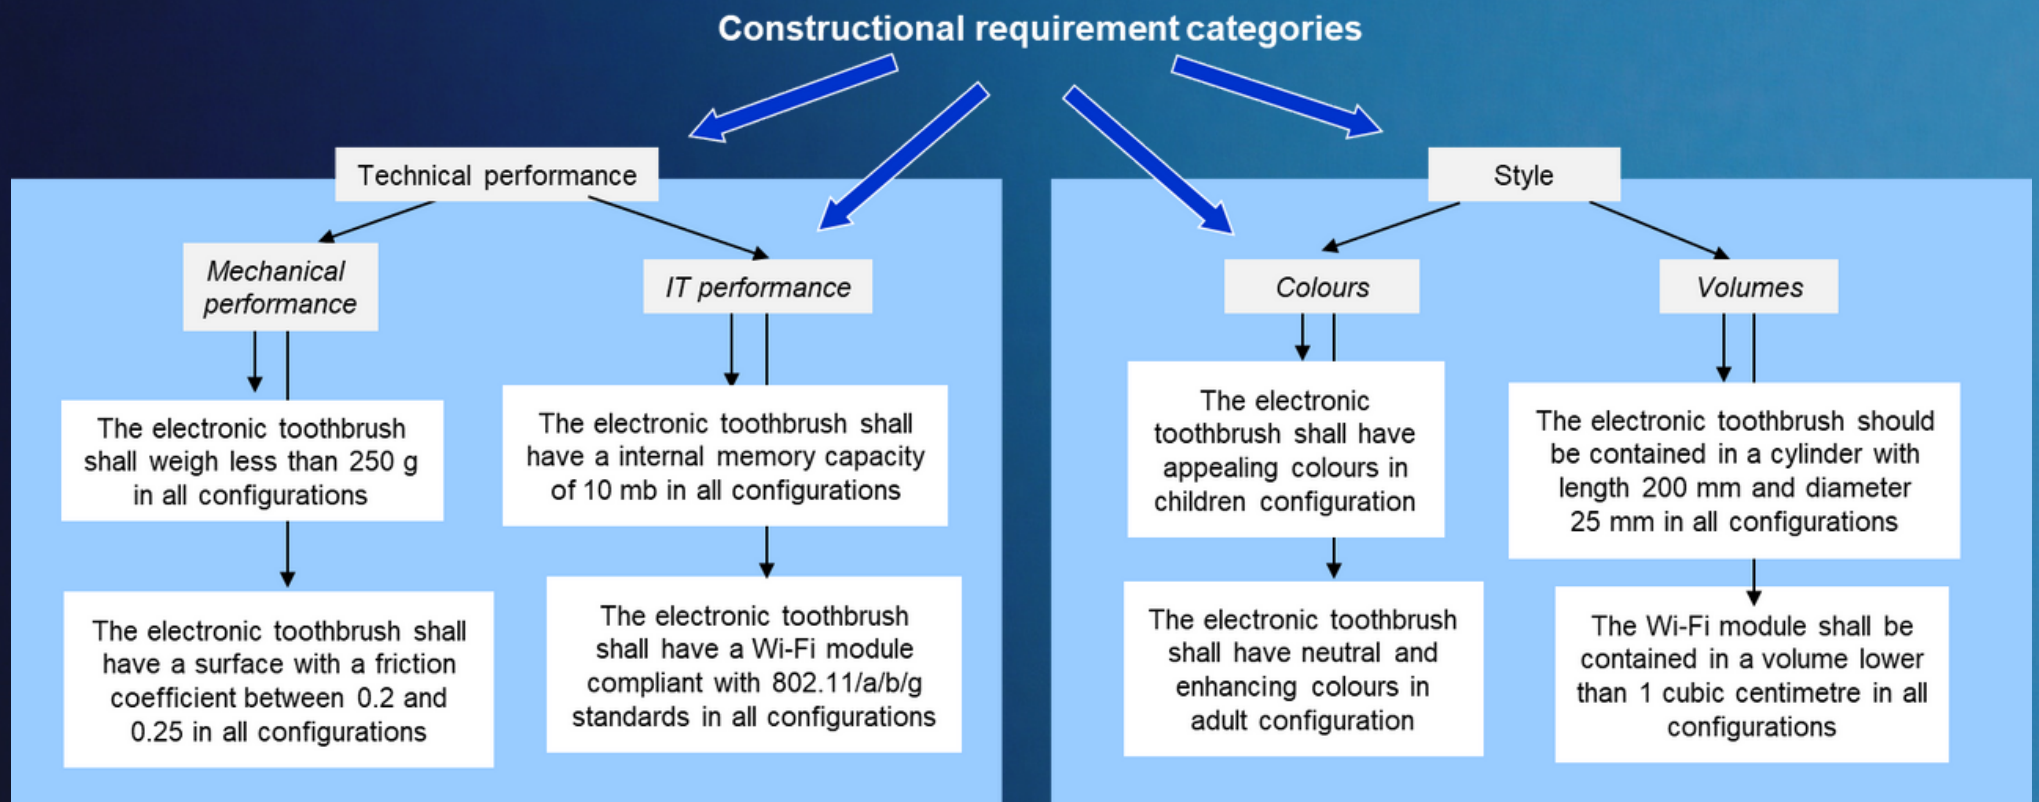 Constructional requirement categories
Technical performance
Mechanical
performance
IT performance
The electronic toothbrush
shall weigh less than 250 g
in all configurations
The electronic toothbrush shall
have a internal memory capacity
of 10 mb in all configurations
The electronic toothbrush shall
have a surface with a friction
coefficient between 0.2 and
0.25 in all configurations
The electronic toothbrush
shall have a Wi-Fi module
compliant with 802.11/a/b/g
standards in all configurations
Style
Colours
Volumes
The electronic
toothbrush shall have
appealing colours in
children configuration
The electronic toothbrush should
be contained in a cylinder with
length 200 mm and diameter
25 mm in all configurations
The electronic toothbrush
shall have neutral and
enhancing colours in
adult configuration
The Wi-Fi module shall be
contained in a volume lower
than 1 cubic centimetre in all
configurations